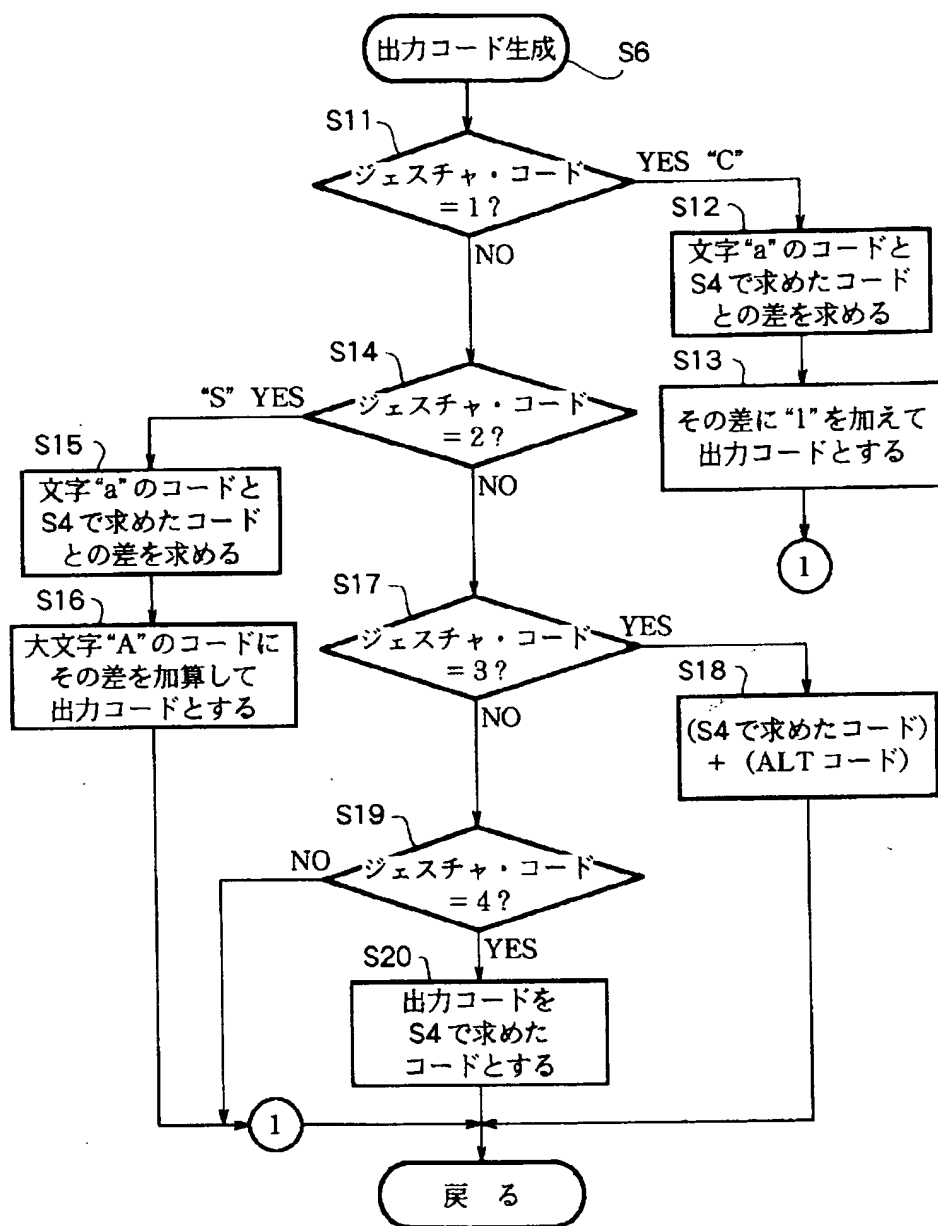 出力コード生成
S6
S11
ジェスチャ・コード
=1?
YES “C”
NO
S12
文字“a”のコードと
S4で求めたコード
との差を求める
S13
その差に“1”を加えて
出力コードとする
1
S14
“S” YES
ジェスチャ・コード
=2?
NO
S15
文字“a”のコードと
S4で求めたコード
との差を求める
S16
大文字“A”のコードに
その差を加算して
出力コードとする
S17
ジェスチャ・コード
=3?
YES
NO
S18
(S4で求めたコード)
+ (ALTコード)
S19
NO
ジェスチャ・コード
=4?
YES
S20
出力コードを
S4で求めた
コードとする
1
戻 る